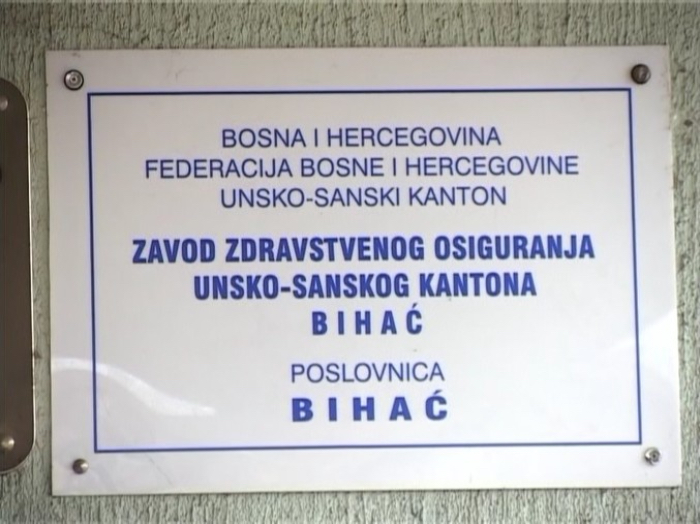 BOSNA I HERCEGOVINA
FEDERACIJA BOSNE I HERCEGOVINE
UNSKO-SANSKI KANTON
ZAVOD ZDRAVSTVENOG OSIGURANJA
UNSKO-SANSKOG KANTONA
BIHAĆ
POSLOVNICA
BIHAĆ